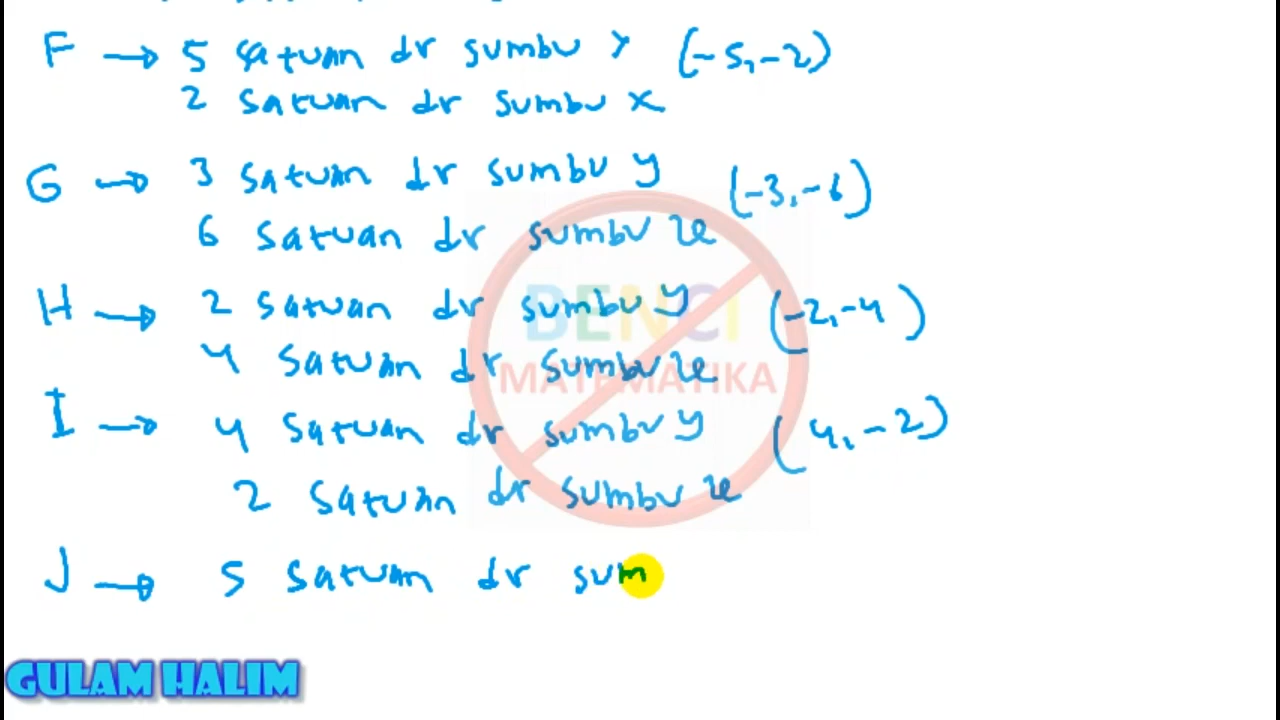 F → 5 satuan dr sumbu y (-5,-2)
2 satuan dr sumbu x
G → 3 satuan dr sumbu y (-3,-6)
6 satuan dr sumbu x
H → 2 satuan dr sumbu y (-2,-4)
4 satuan dr sumbu x
I → 4 satuan dr sumbu y (4,-2)
2 satuan dr sumbu x
J → 5 satuan dr sum
BENCI
MATEMATIKA
GULAM HALIM